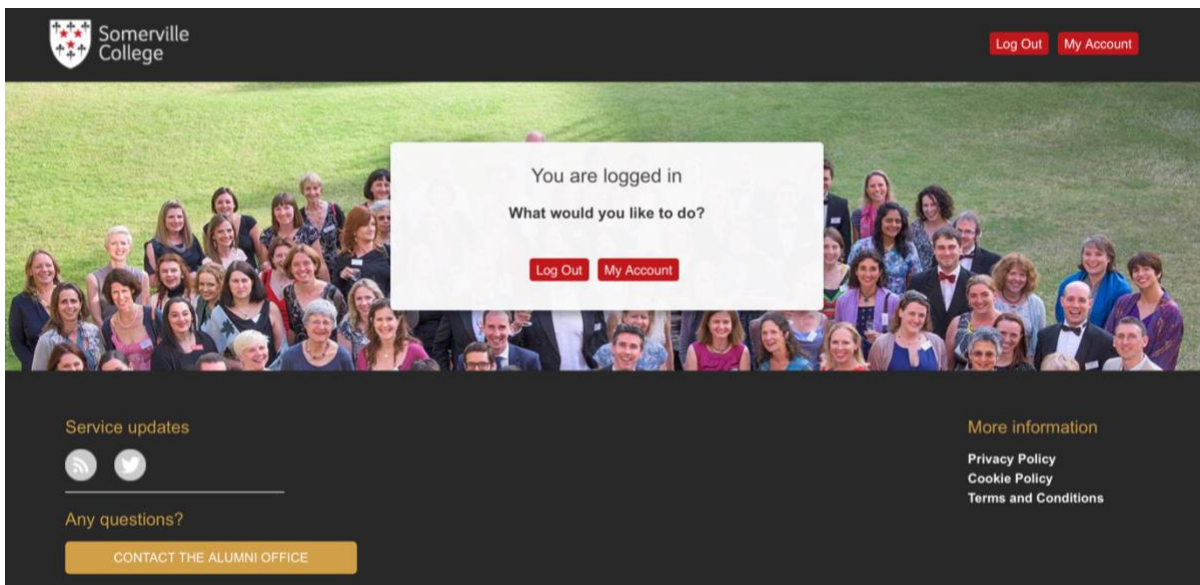 Somerville
College
Log Out My Account
You are logged in
What would you like to do?
Log Out My Account
Service updates
More information
Privacy Policy
Cookie Policy
Terms and Conditions
Any questions?
CONTACT THE ALUMNI OFFICE